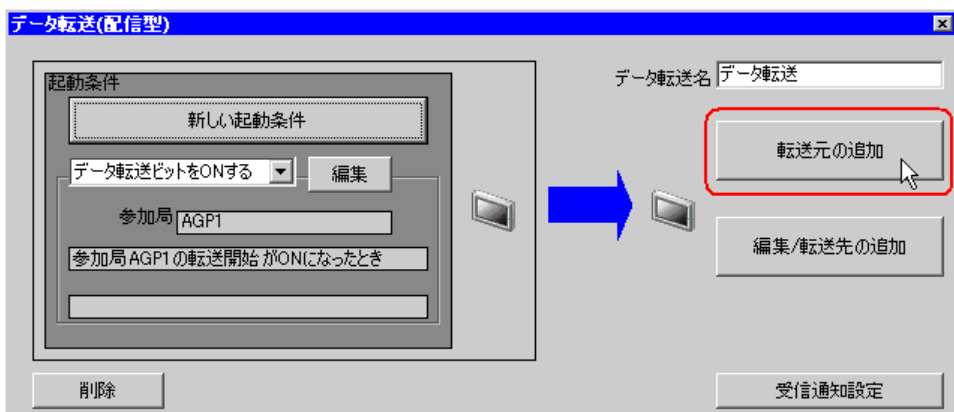 データ転送(配信型)
起動条件
新しい起動条件
データ転送ビットをONする
編集
参加局 AGP1
参加局AGP1の転送開始 がONになったとき
データ転送名 データ転送
転送元の追加
編集/転送先の追加
削除
受信通知設定